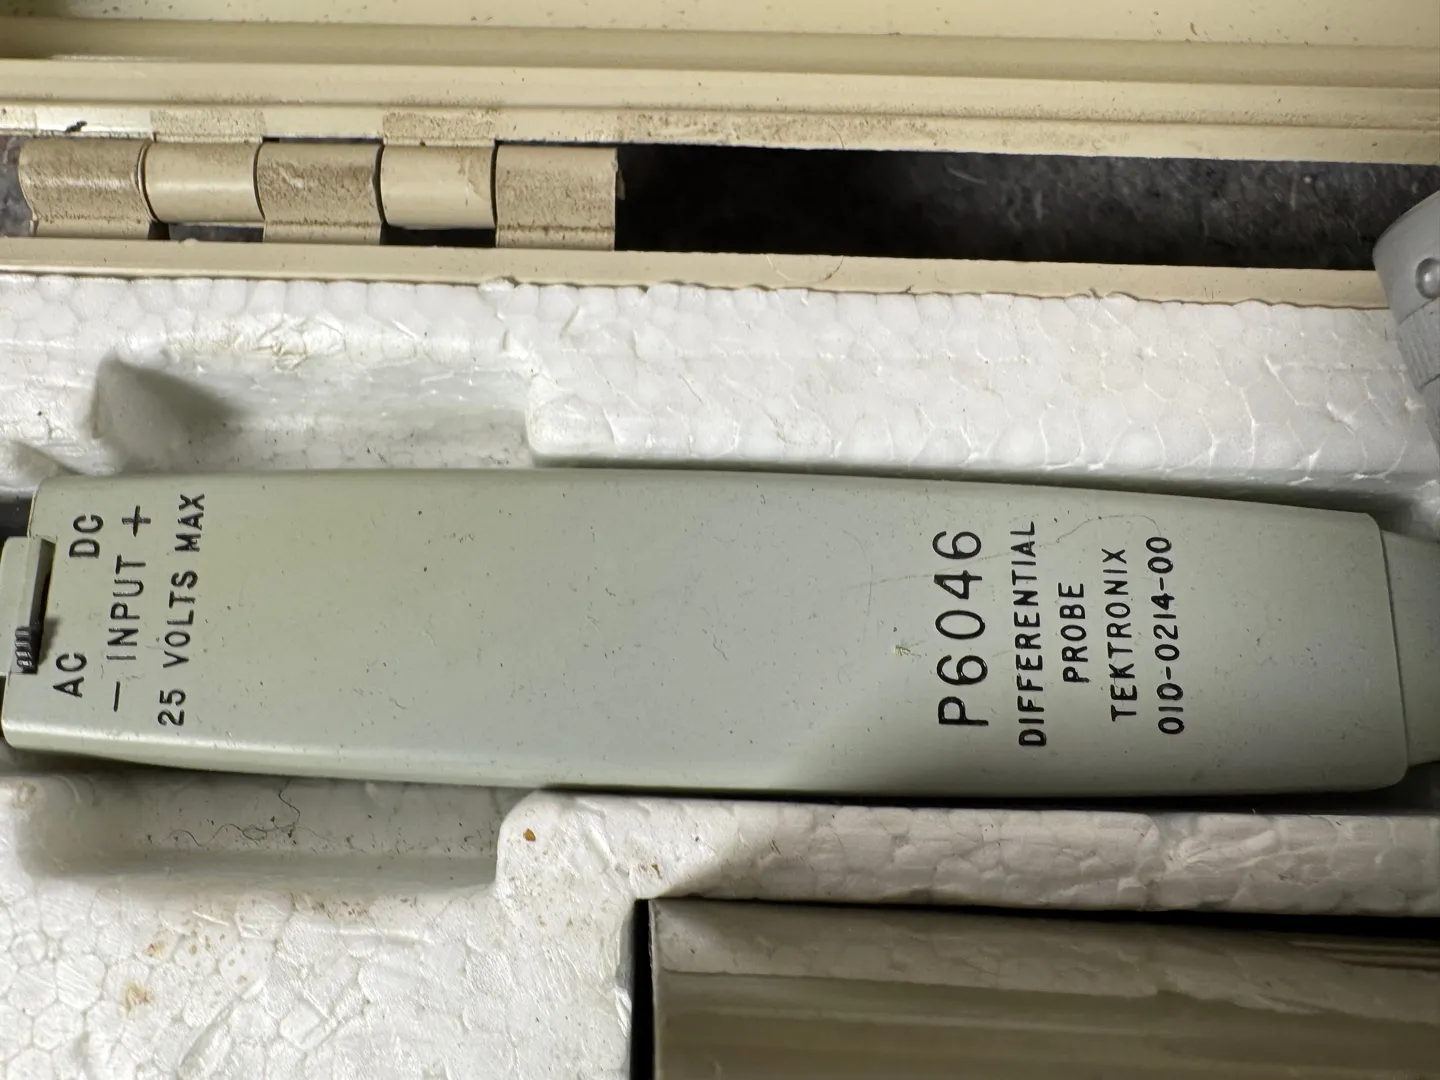 AC DC
— INPUT +
25 VOLTS MAX
P6046
DIFFERENTIAL
PROBE
TEKTRONIX
010-0214-00